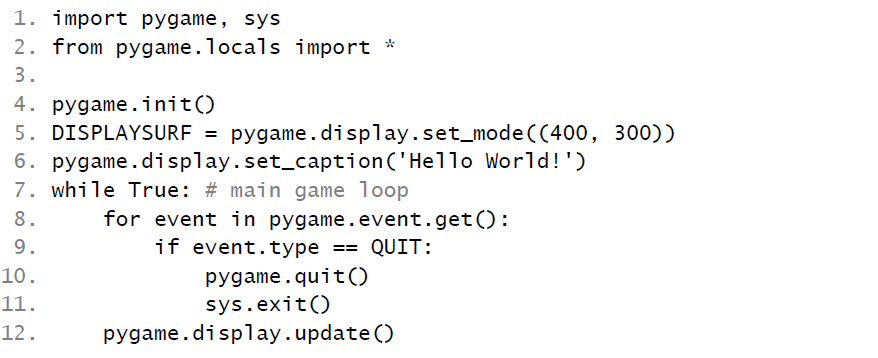 1. import pygame, sys
2. from pygame.locals import *
3.
4. pygame.init()
5. DISPLAYSURF = pygame.display.set_mode((400, 300))
6. pygame.display.set_caption('Hello World!')
7. while True: # main game loop
8.     for event in pygame.event.get():
9.         if event.type == QUIT:
10.             pygame.quit()
11.             sys.exit()
12.     pygame.display.update()